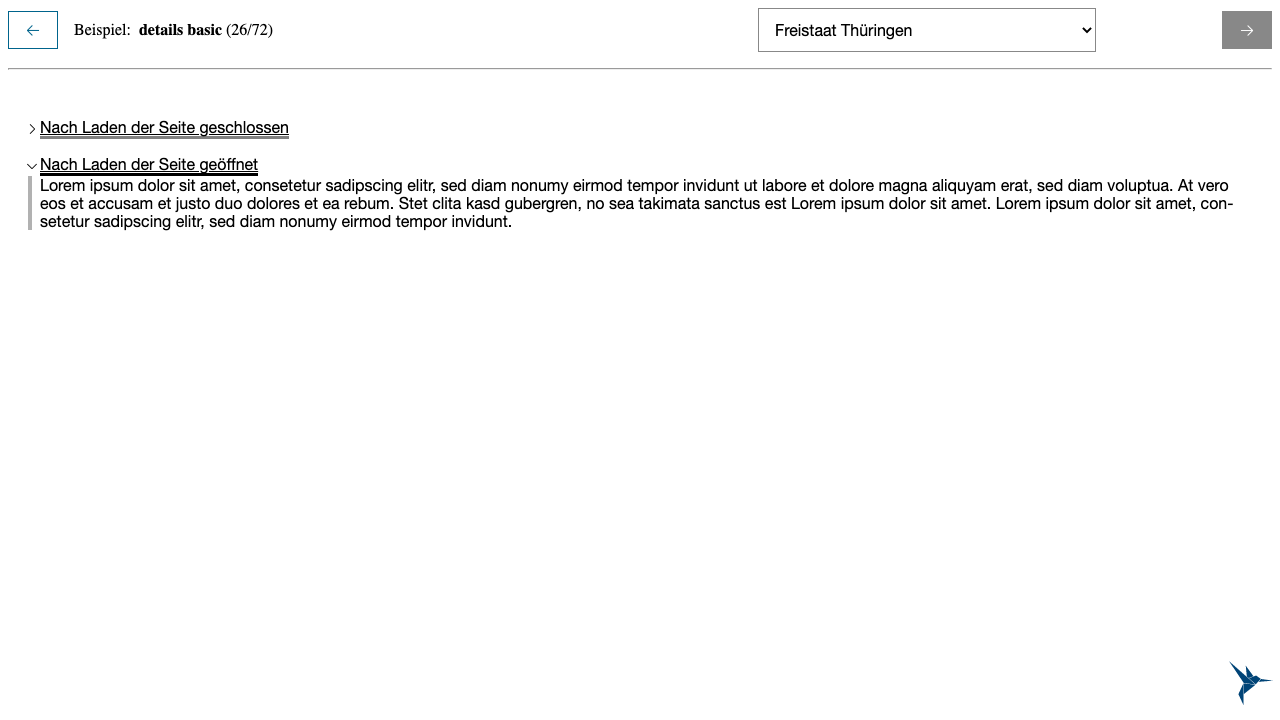 Beispiel: details basic (26/72)
Freistaat Thüringen
Nach Laden der Seite geschlossen
Nach Laden der Seite geöffnet
Lorem ipsum dolor sit amet, consetetur sadipscing elitr, sed diam nonumy eirmod tempor invidunt ut labore et dolore magna aliquyam erat, sed diam voluptua. At vero
eos et accusam et justo duo dolores et ea rebum. Stet clita kasd gubergren, no sea takimata sanctus est Lorem ipsum dolor sit amet. Lorem ipsum dolor sit amet, con-
setetur sadipscing elitr, sed diam nonumy eirmod tempor invidunt.